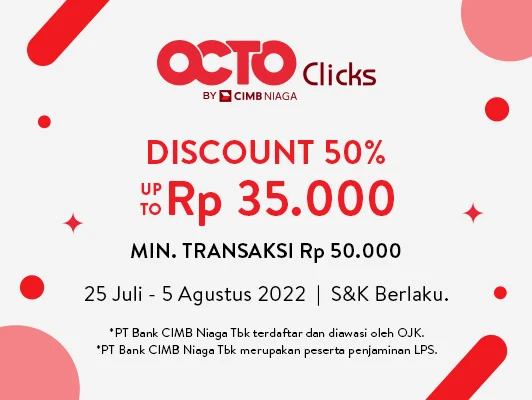 OCTO Clicks
BY CIMB NIAGA
DISCOUNT 50%
UP TO Rp 35.000
MIN. TRANSAKSI Rp 50.000
25 Juli - 5 Agustus 2022 | S&K Berlaku.
*PT Bank CIMB Niaga Tbk terdaftar dan diawasi oleh OJK.
*PT Bank CIMB Niaga Tbk merupakan peserta penjaminan LPS.